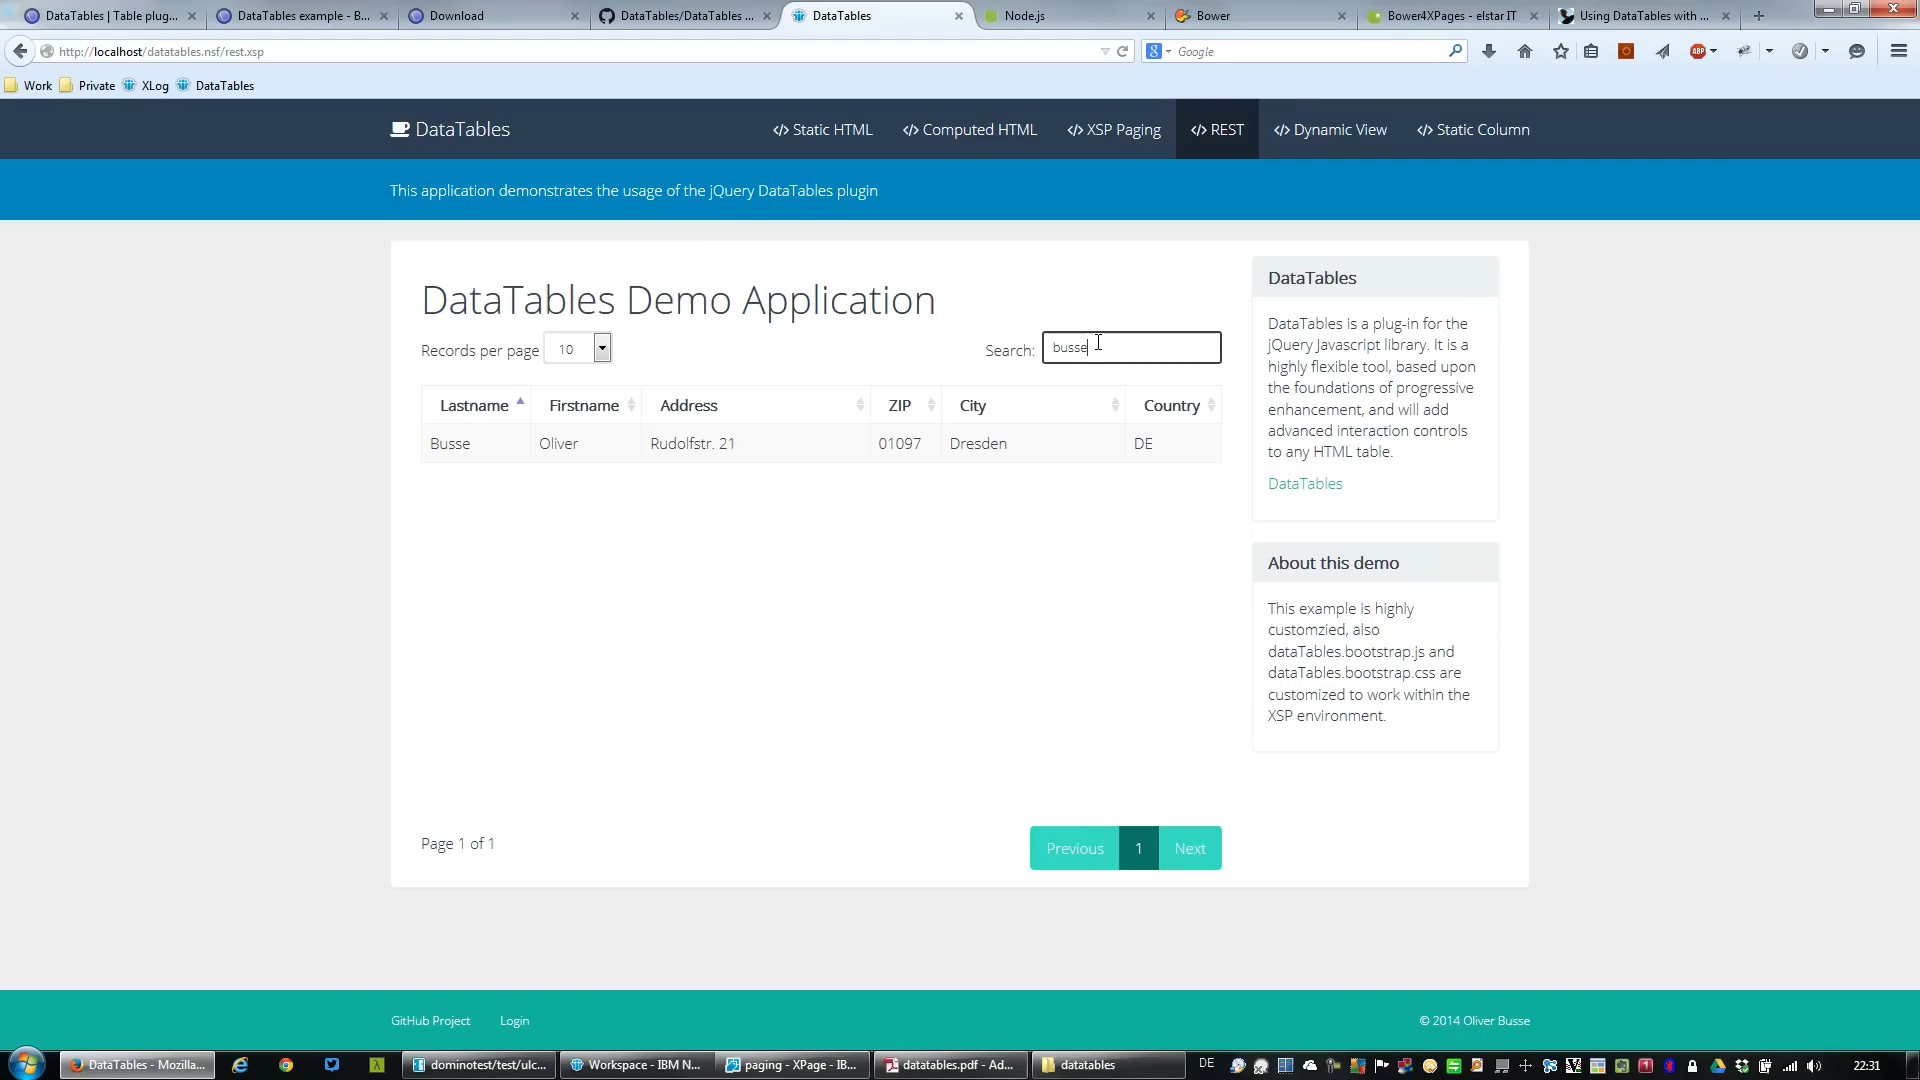 DataTables | Table plug...
DataTables example - B...
Download
DataTables/DataTables ...
DataTables
Node.js
Bower
Bower4XPages - elstar IT
Using DataTables with ...
http://localhost/datatables.nsf/rest.xsp
Google
Work
Private
XLog
DataTables
DataTables
Static HTML
Computed HTML
XSP Paging
REST
Dynamic View
Static Column
This application demonstrates the usage of the jQuery DataTables plugin
DataTables Demo Application
Records per page 10
Search: busse
Lastname Firstname Address ZIP City Country
Busse Oliver Rudolfstr. 21 01097 Dresden DE
Page 1 of 1
Previous 1 Next
DataTables
DataTables is a plug-in for the
jQuery Javascript library. It is a
highly flexible tool, based upon
the foundations of progressive
enhancement, and will add
advanced interaction controls
to any HTML table.
DataTables
About this demo
This example is highly
customzied, also
dataTables.bootstrap.js and
dataTables.bootstrap.css are
customized to work within the
XSP environment.
GitHub Project
Login
© 2014 Oliver Busse
DataTables - Mozilla...
dominotest/test/ulc...
Workspace - IBM N...
paging - XPage - IB...
datatables.pdf - Ad...
datatables
DE
22:31